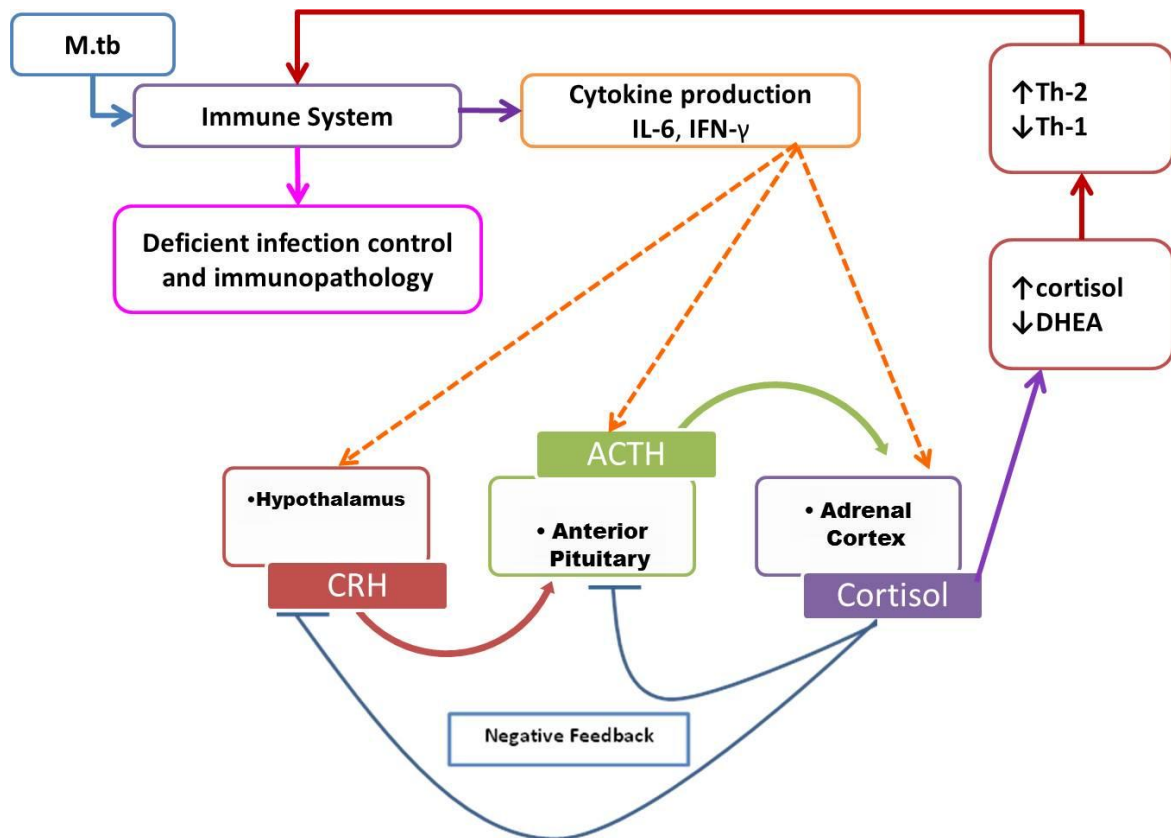 M.tb
Immune System
Cytokine production
IL-6, IFN-γ
↑Th-2
↓Th-1
Deficient infection control
and immunopathology
↑cortisol
↓DHEA
ACTH
•Hypothalamus
• Anterior
Pituitary
• Adrenal
Cortex
CRH
Cortisol
Negative Feedback